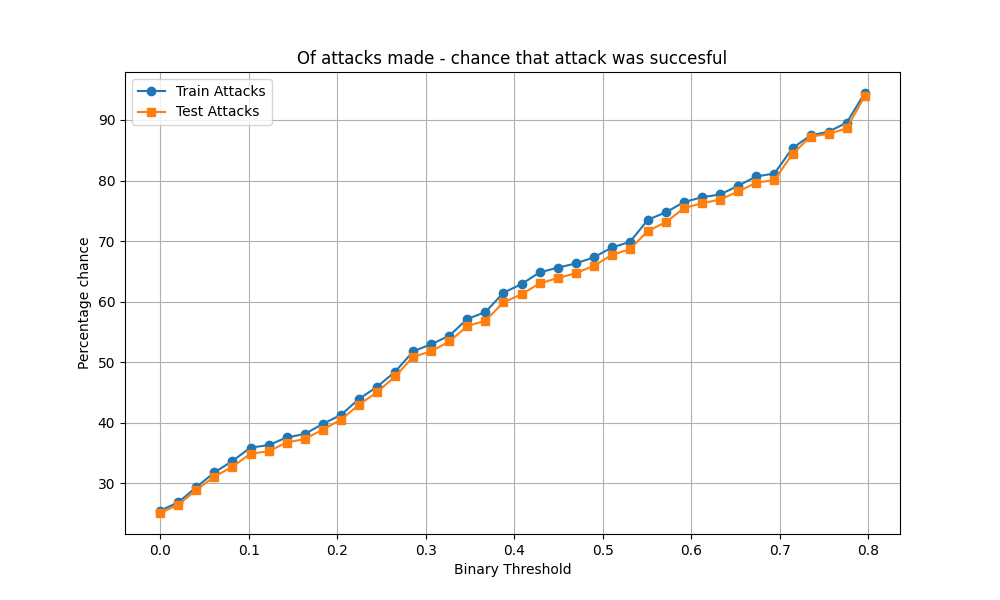 Of attacks made - chance that attack was succesful
Train Attacks
Test Attacks
Percentage chance
90
80
70
60
50
40
30
0.0 0.1 0.2 0.3 0.4 0.5 0.6 0.7 0.8
Binary Threshold